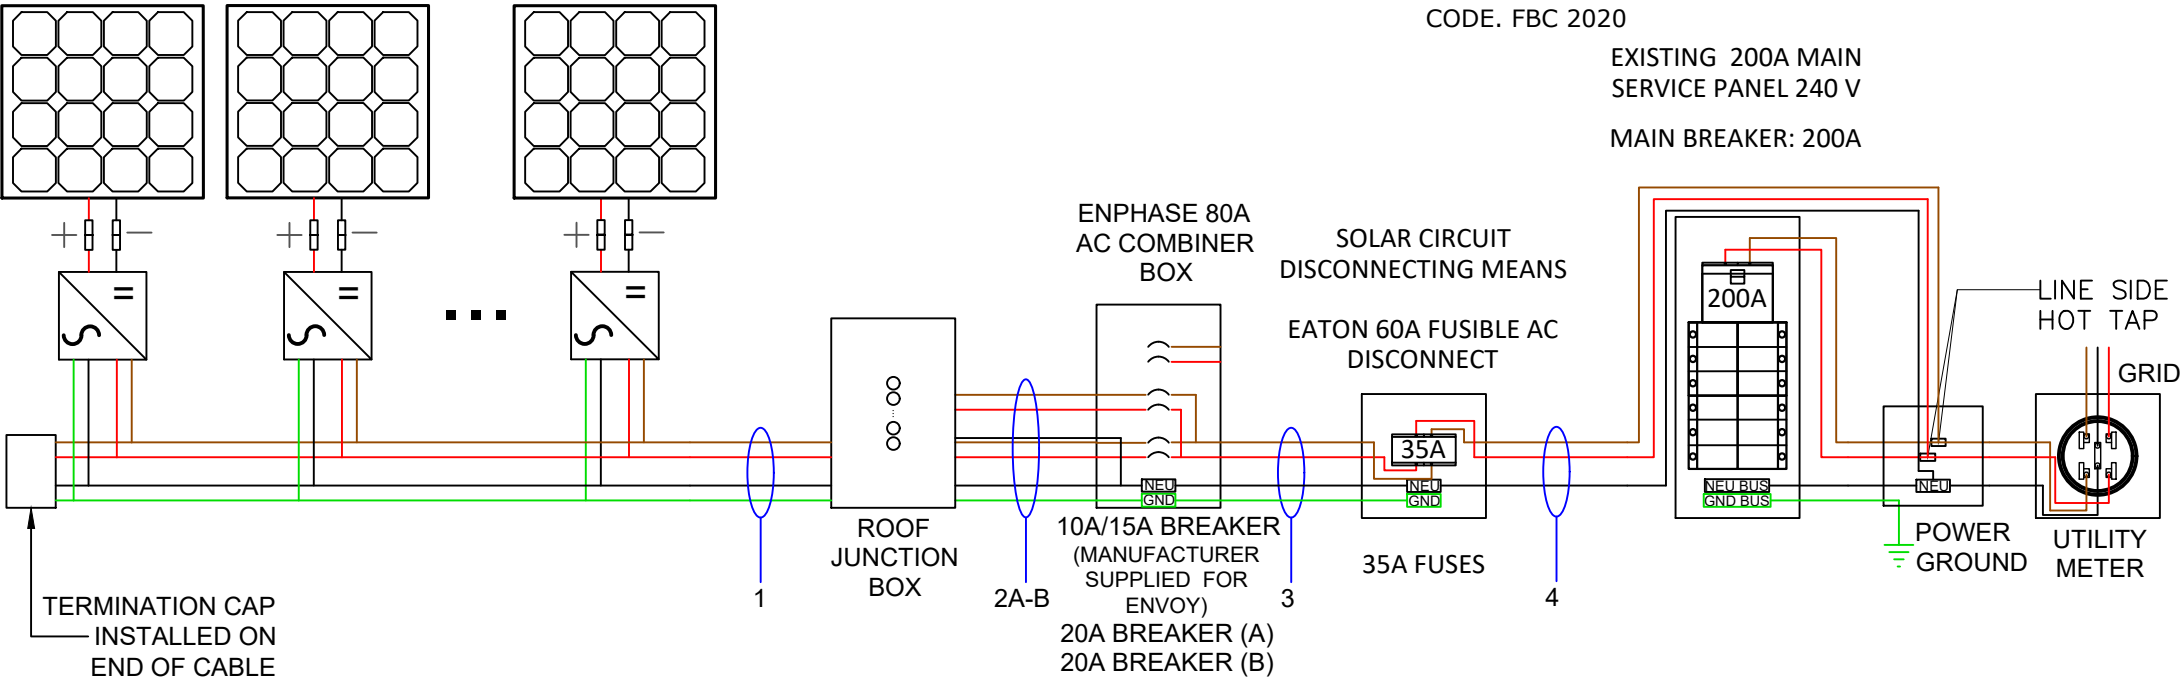 CODE. FBC 2020
EXISTING 200A MAIN
SERVICE PANEL 240 V
MAIN BREAKER: 200A
ENPHASE 80A
AC COMBINER
BOX
SOLAR CIRCUIT
DISCONNECTING MEANS
EATON 60A FUSIBLE AC
DISCONNECT
200A
LINE SIDE
HOT TAP
GRID
35A
NEU
GND
NEU
GND
NEU BUS
GND BUS
NEU
ROOF
JUNCTION
BOX
10A/15A BREAKER
(MANUFACTURER
SUPPLIED FOR
ENVOY)
20A BREAKER (A)
20A BREAKER (B)
35A FUSES
POWER
GROUND
UTILITY
METER
1
2A-B
3
4
TERMINATION CAP
INSTALLED ON
END OF CABLE